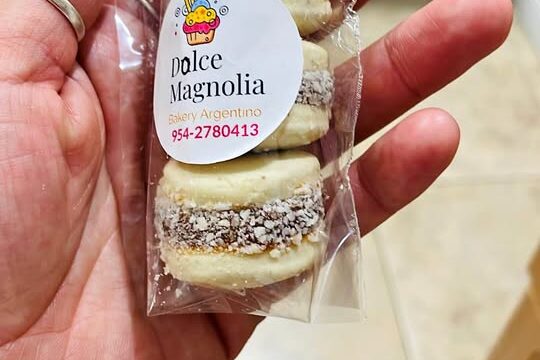 Dolce
Magnolia
Bakery Argentino
954-2780413